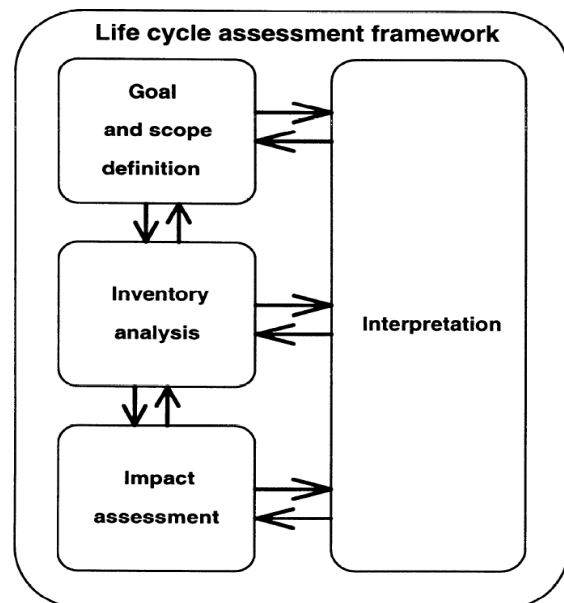 Life cycle assessment framework
Goal
and scope
definition
Inventory
analysis
Interpretation
Impact
assessment